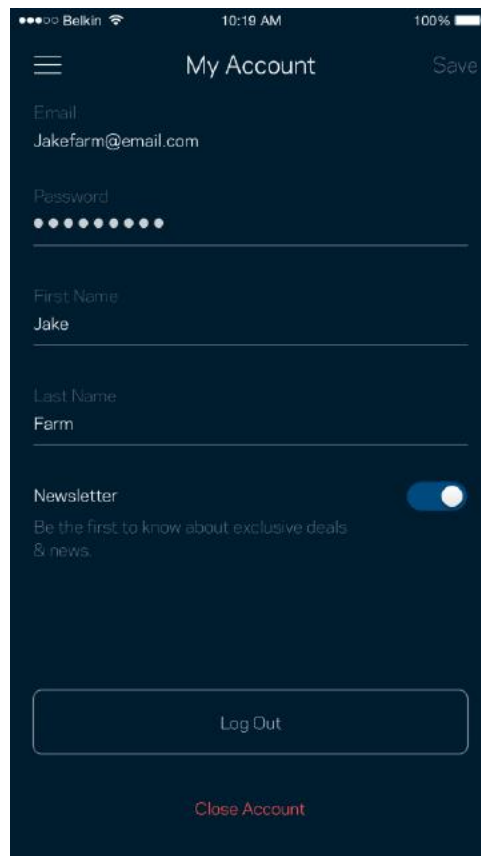 ●●●○○ Belkin 10:19 AM 100%
My Account Save
Email
Jakefarm@email.com
Password
●●●●●●●●●
First Name
Jake
Last Name
Farm
Newsletter
Be the first to know about exclusive deals
& news.
Log Out
Close Account